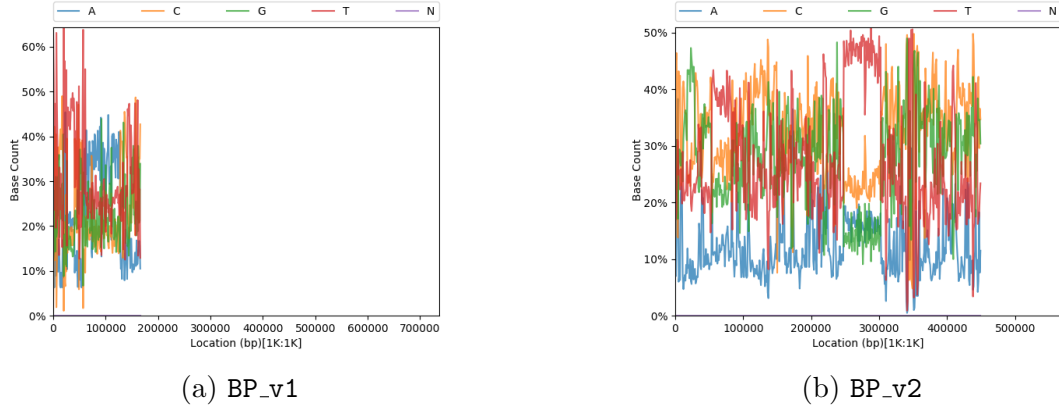 A C G T N
60%
50%
40%
30%
20%
10%
0%
Base Count
0 100000 200000 300000 400000 500000 600000 700000
Location (bp)[1K:1K]
(a) BP_v1
A C G T N
50%
40%
30%
20%
10%
0%
Base Count
0 100000 200000 300000 400000 500000
Location (bp)[1K:1K]
(b) BP_v2